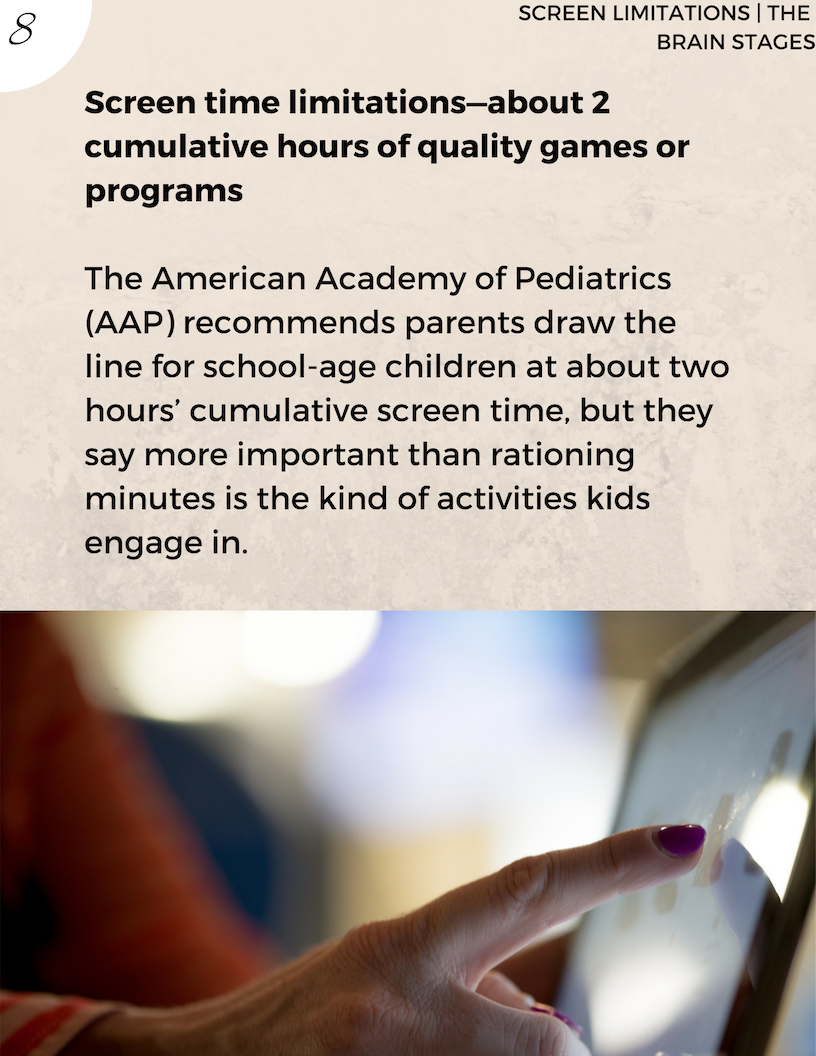 8
SCREEN LIMITATIONS | THE
BRAIN STAGES
Screen time limitations—about 2
cumulative hours of quality games or
programs
The American Academy of Pediatrics
(AAP) recommends parents draw the
line for school-age children at about two
hours’ cumulative screen time, but they
say more important than rationing
minutes is the kind of activities kids
engage in.